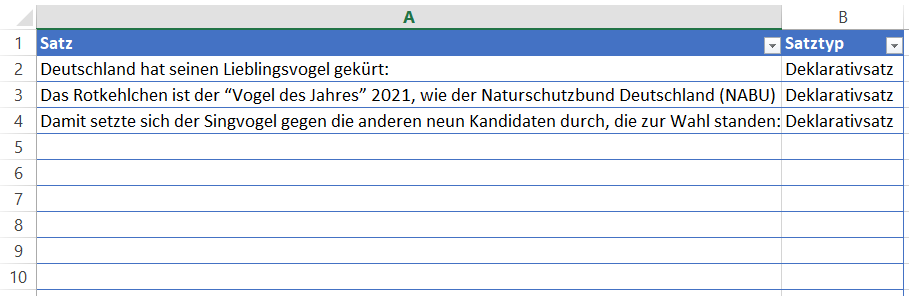 A B
1 Satz Satztyp
2 Deutschland hat seinen Lieblingsvogel gekürt: Deklarativsatz
3 Das Rotkehlchen ist der “Vogel des Jahres” 2021, wie der Naturschutzbund Deutschland (NABU) Deklarativsatz
4 Damit setzte sich der Singvogel gegen die anderen neun Kandidaten durch, die zur Wahl standen: Deklarativsatz
5
6
7
8
9
10